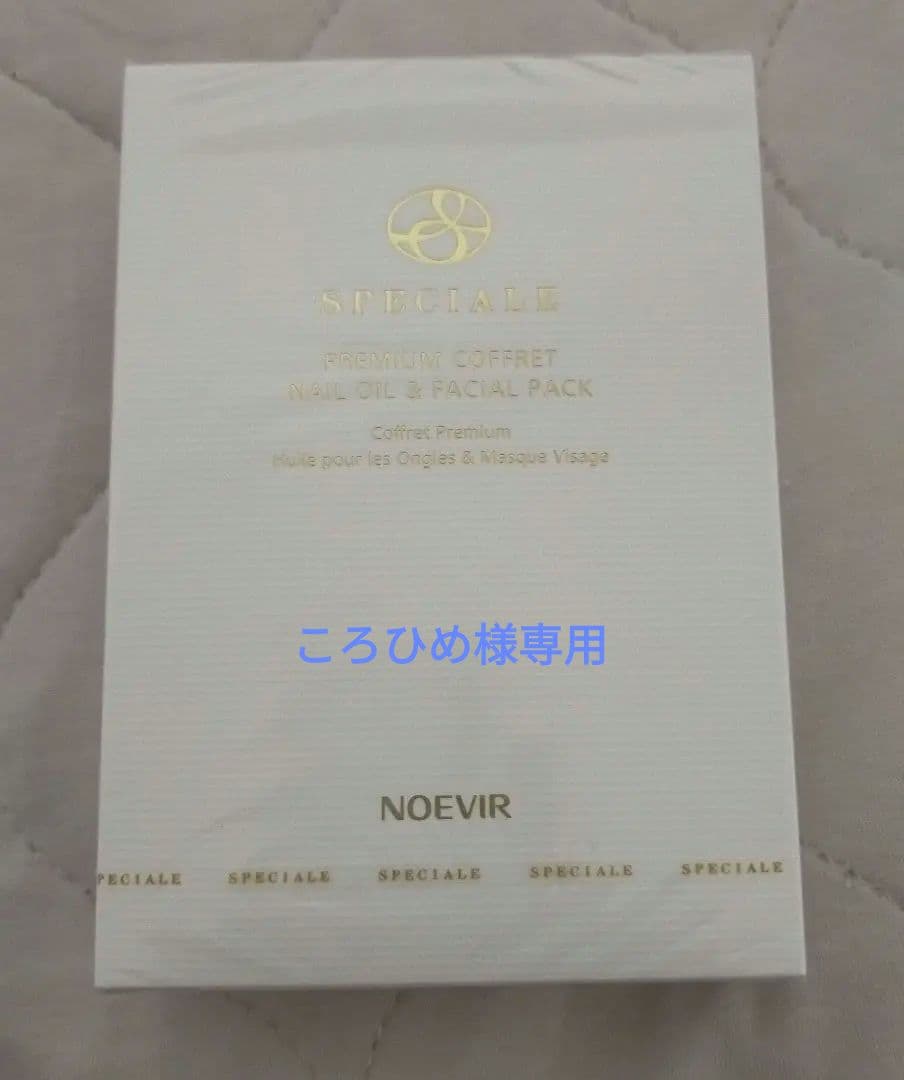 SPECIALE
PREMIUM COFFRET
NAIL OIL & FACIAL PACK
Coffret Premium
Huile pour les Ongles & Masque Visage
ころひめ様専用
NOEVIR
PECIALE SPECIALE SPECIALE SPECIALE SPECIALE